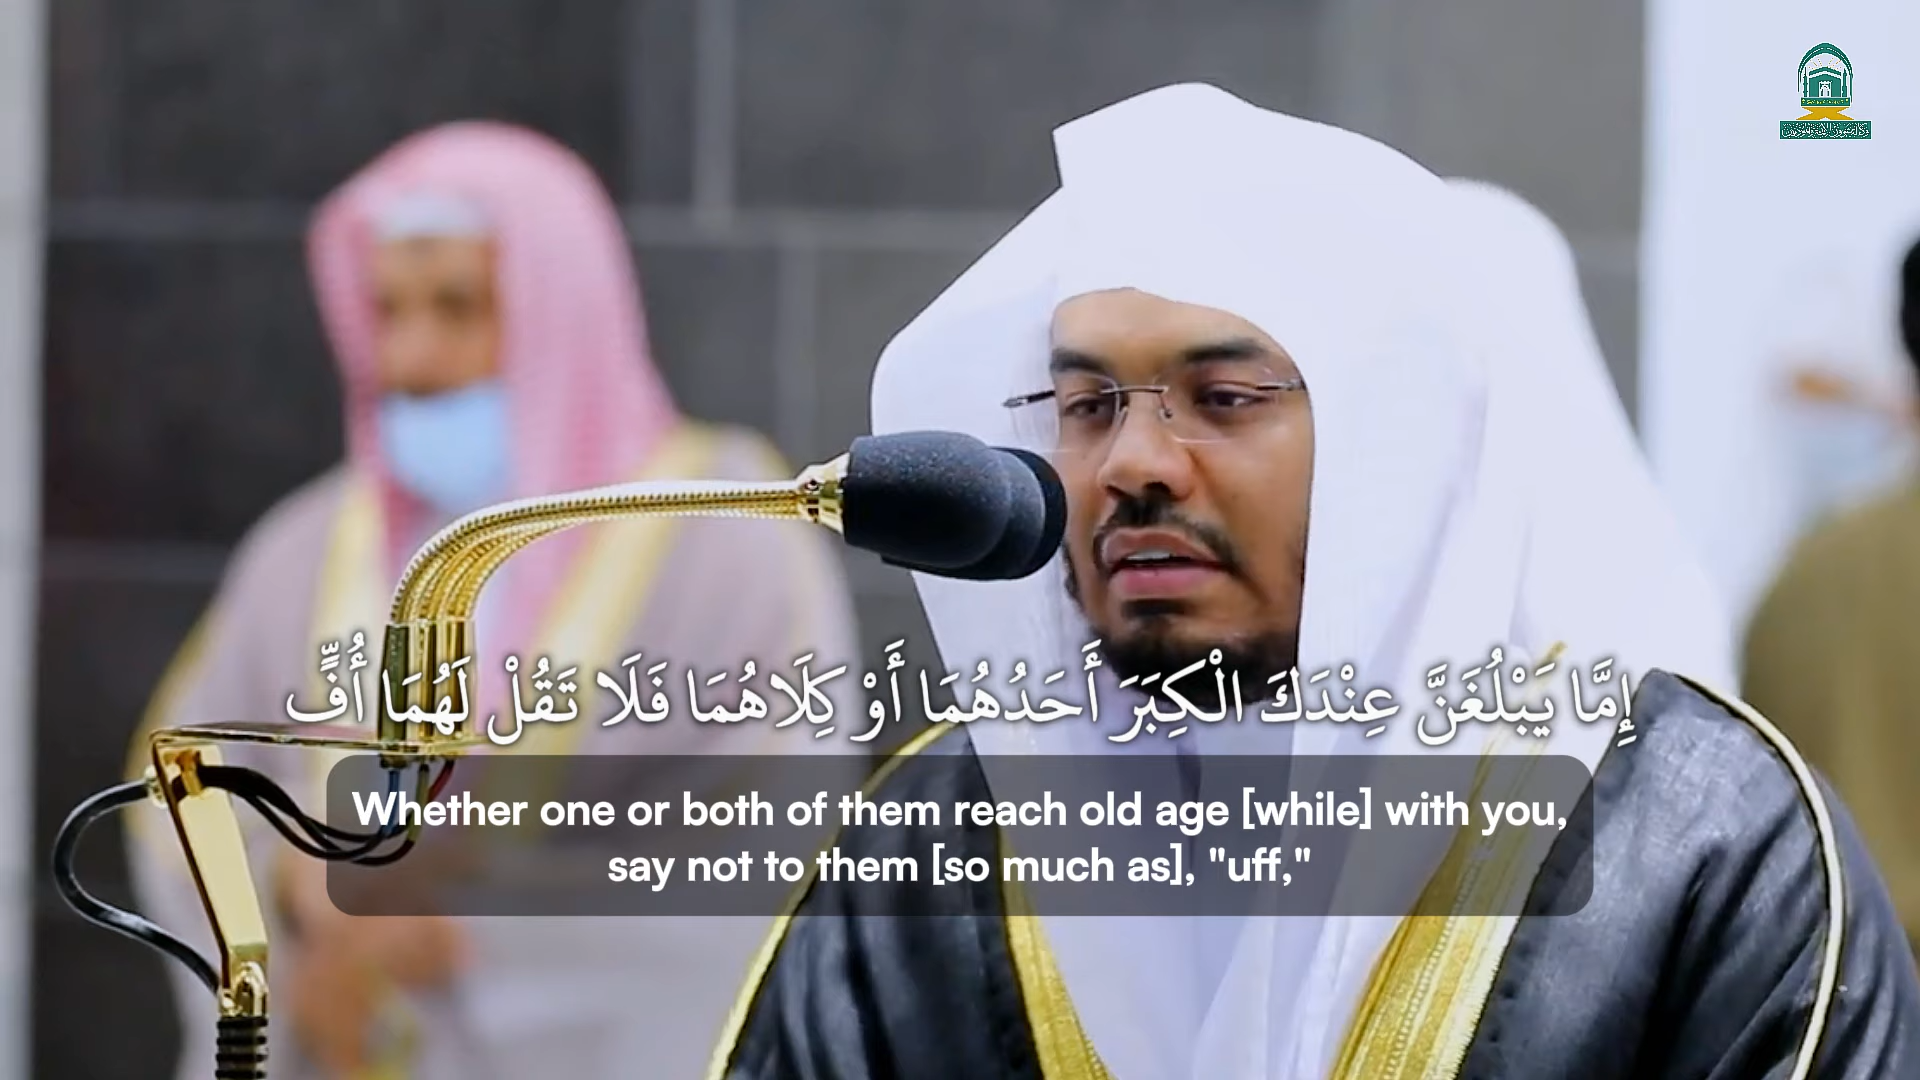 إِمَّا يَبْلُغَنَّ عِنْدَكَ الْكِبَرَ أَحَدُهُمَا أَوْ كِلَاهُمَا فَلَا تَقُلْ لَهُمَا أُفٍّ
Whether one or both of them reach old age [while] with you,
say not to them [so much as], "uff,"